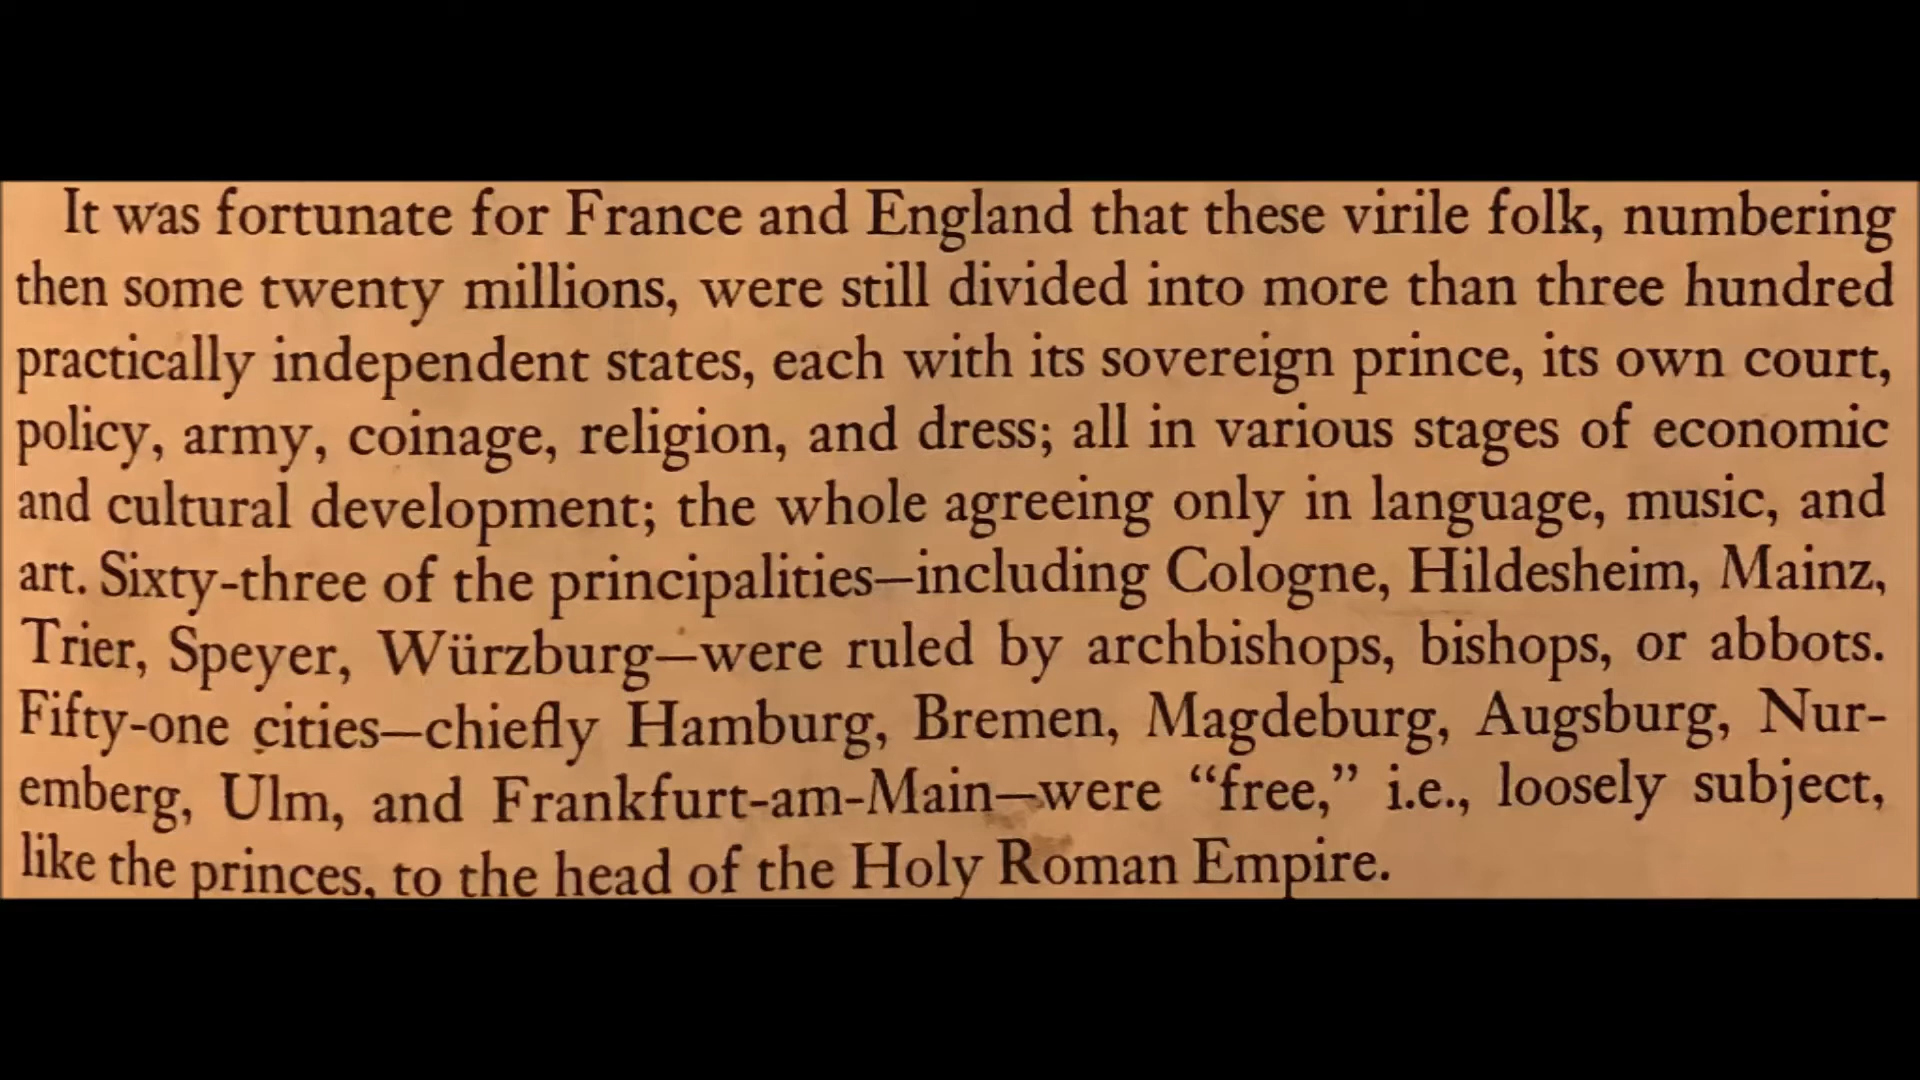 It was fortunate for France and England that these virile folk, numbering
then some twenty millions, were still divided into more than three hundred
practically independent states, each with its sovereign prince, its own court,
policy, army, coinage, religion, and dress; all in various stages of economic
and cultural development; the whole agreeing only in language, music, and
art. Sixty-three of the principalities—including Cologne, Hildesheim, Mainz,
Trier, Speyer, Würzburg—were ruled by archbishops, bishops, or abbots.
Fifty-one cities—chiefly Hamburg, Bremen, Magdeburg, Augsburg, Nur-
emberg, Ulm, and Frankfurt-am-Main—were “free,” i.e., loosely subject,
like the princes, to the head of the Holy Roman Empire.